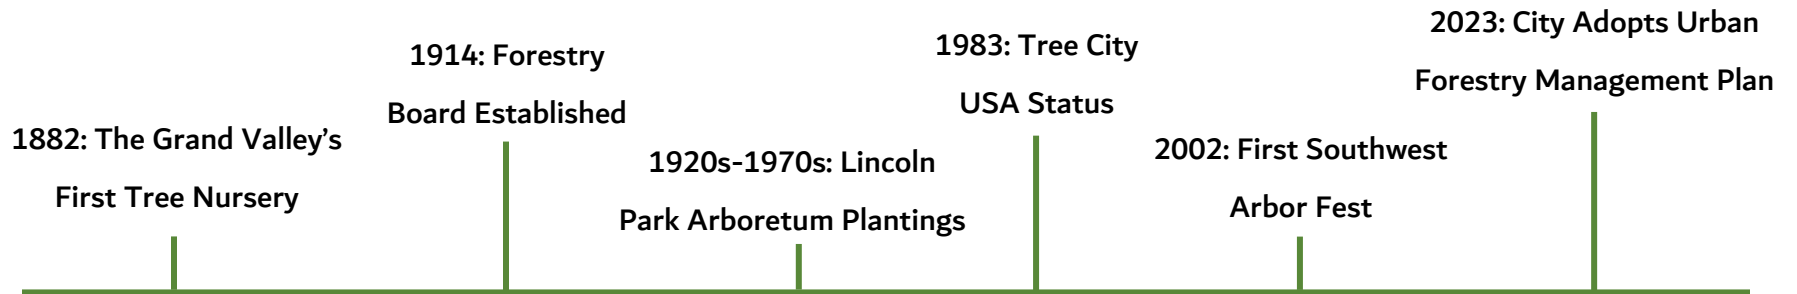 1882: The Grand Valley’s
First Tree Nursery
1914: Forestry
Board Established
1920s-1970s: Lincoln
Park Arboretum Plantings
1983: Tree City
USA Status
2002: First Southwest
Arbor Fest
2023: City Adopts Urban
Forestry Management Plan